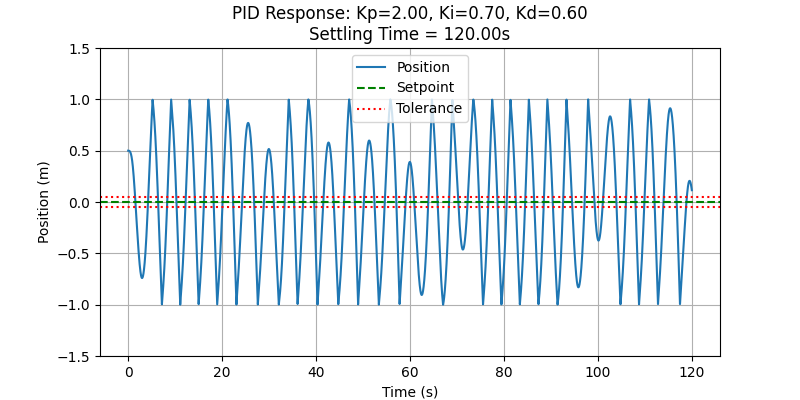 PID Response: Kp=2.00, Ki=0.70, Kd=0.60
Settling Time = 120.00s
Position
Setpoint
Tolerance
1.5
1.0
0.5
0.0
−0.5
−1.0
−1.5
Position (m)
0
20
40
60
80
100
120
Time (s)